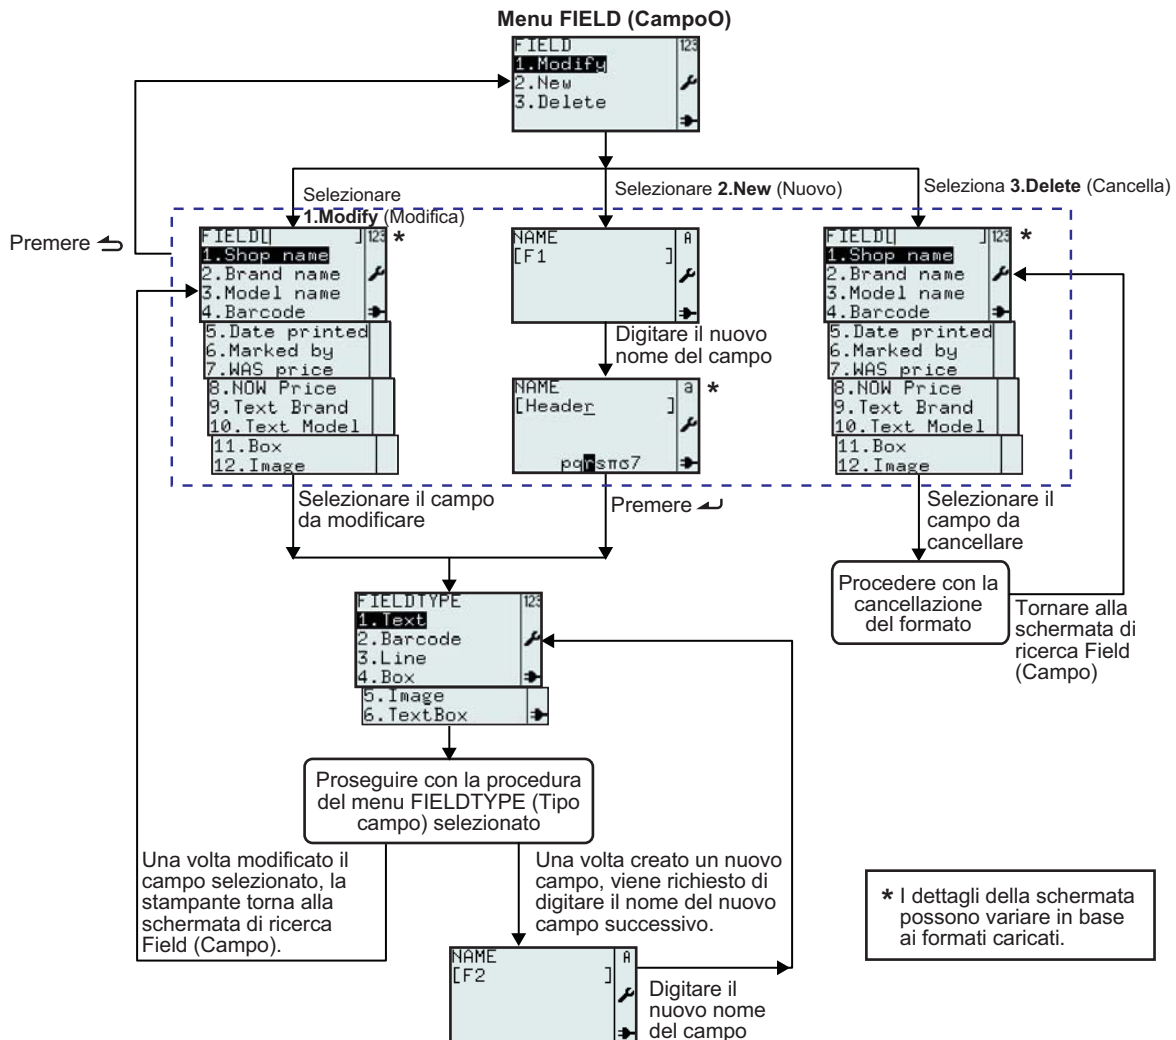 Menu FIELD (CampoO)
FIELD
123
1.Modify
2.New
3.Delete
Selezionare
1.Modify (Modifica)
Selezionare 2.New (Nuovo)
Seleziona 3.Delete (Cancella)
Premere
FIELD[ ]
123
*
1.Shop name
2.Brand name
3.Model name
4.Barcode
5.Date printed
6.Marked by
7.WAS price
8.NOW Price
9.Text Brand
10.Text Model
11.Box
12.Image
NAME
A
[F1 ]
Digitare il nuovo
nome del campo
NAME
a
*
[Header ]
pqrsπσ7
FIELD[ ]
123
*
1.Shop name
2.Brand name
3.Model name
4.Barcode
5.Date printed
6.Marked by
7.WAS price
8.NOW Price
9.Text Brand
10.Text Model
11.Box
12.Image
Selezionare il campo
da modificare
Premere
Selezionare il
campo da
cancellare
Procedere con la
cancellazione
del formato
Tornare alla
schermata di
ricerca Field
(Campo)
FIELDTYPE
123
1.Text
2.Barcode
3.Line
4.Box
5.Image
6.TextBox
Proseguire con la procedura
del menu FIELDTYPE (Tipo
campo) selezionato
Una volta modificato il
campo selezionato, la
stampante torna alla
schermata di ricerca
Field (Campo).
Una volta creato un nuovo
campo, viene richiesto di
digitare il nome del nuovo
campo successivo.
NAME
A
[F2 ]
Digitare il
nuovo nome
del campo
* I dettagli della schermata
possono variare in base
ai formati caricati.